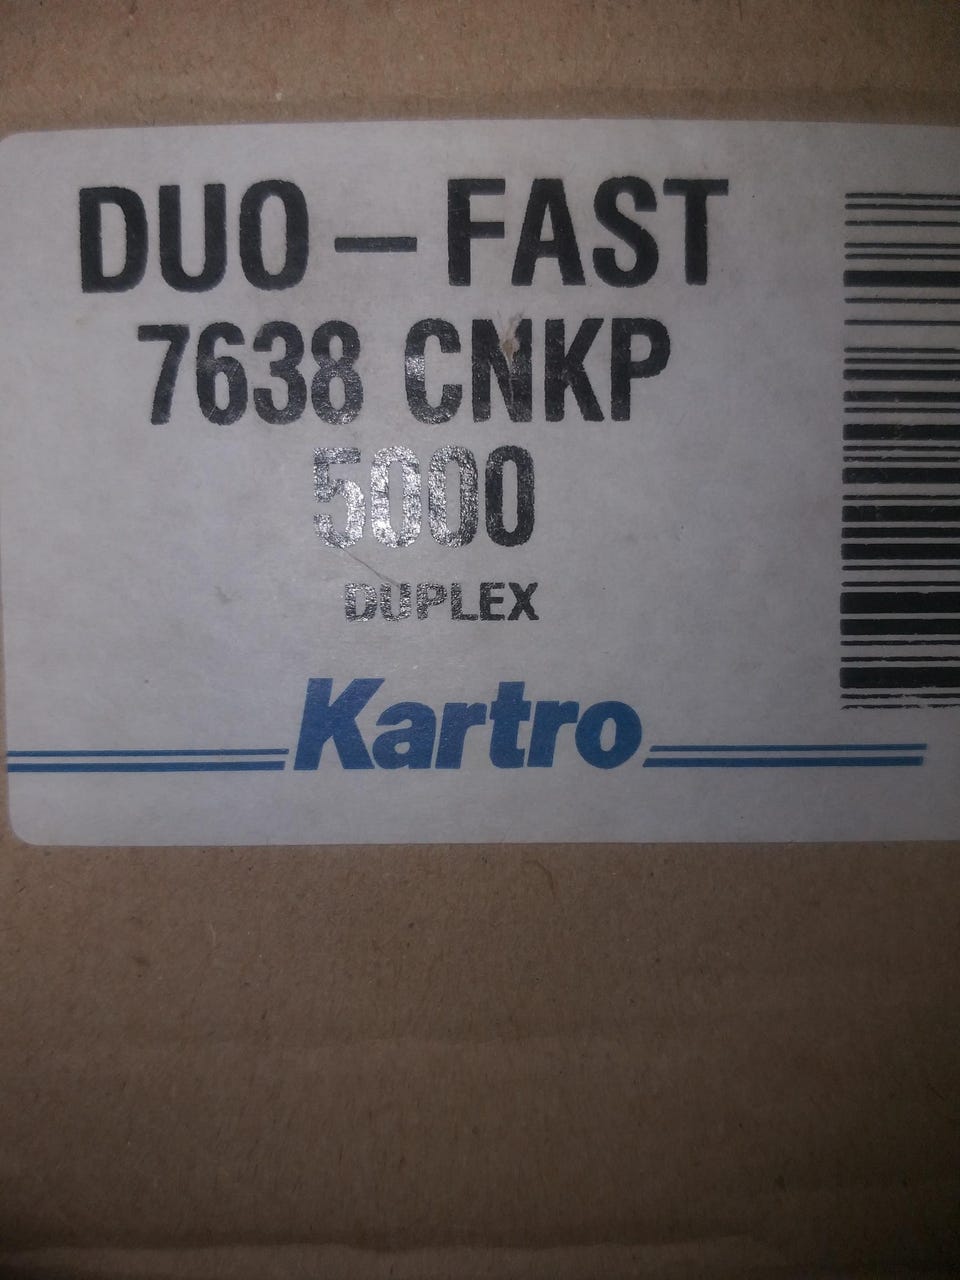 DUO – FAST
7638 CNKP
5000
DUPLEX
Kartro